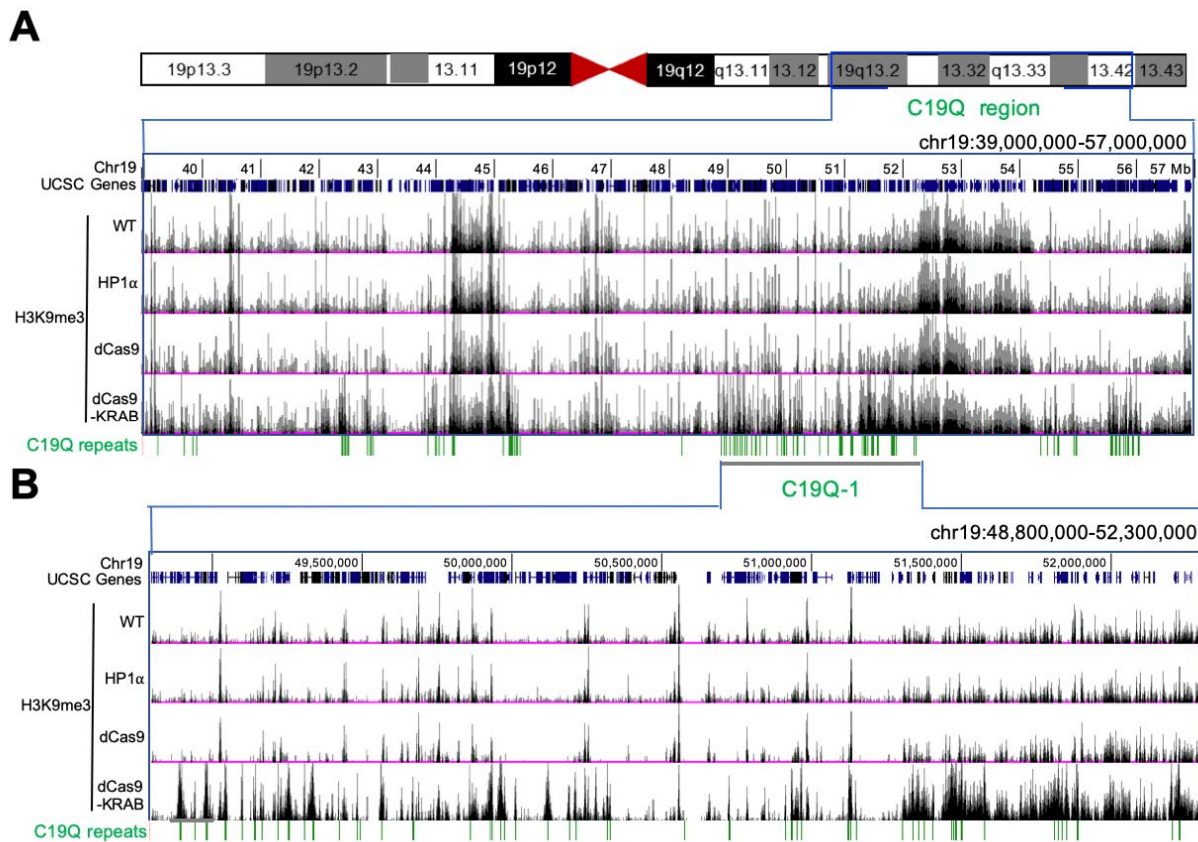 A
19p13.3 19p13.2 13.11 19p12 19q12 q13.11 13.12 19q13.2 13.32 q13.33 13.42 13.43
C19Q region
chr19:39,000,000-57,000,000
Chr19 40 41 42 43 44 45 46 47 48 49 50 51 52 53 54 55 56 57 Mb
UCSC Genes
WT
HP1α
H3K9me3
dCas9
dCas9
-KRAB
C19Q repeats
B
C19Q-1
chr19:48,800,000-52,300,000
Chr19 49,500,000 50,000,000 50,500,000 51,000,000 51,500,000 52,000,000
UCSC Genes
WT
HP1α
H3K9me3
dCas9
dCas9
-KRAB
C19Q repeats